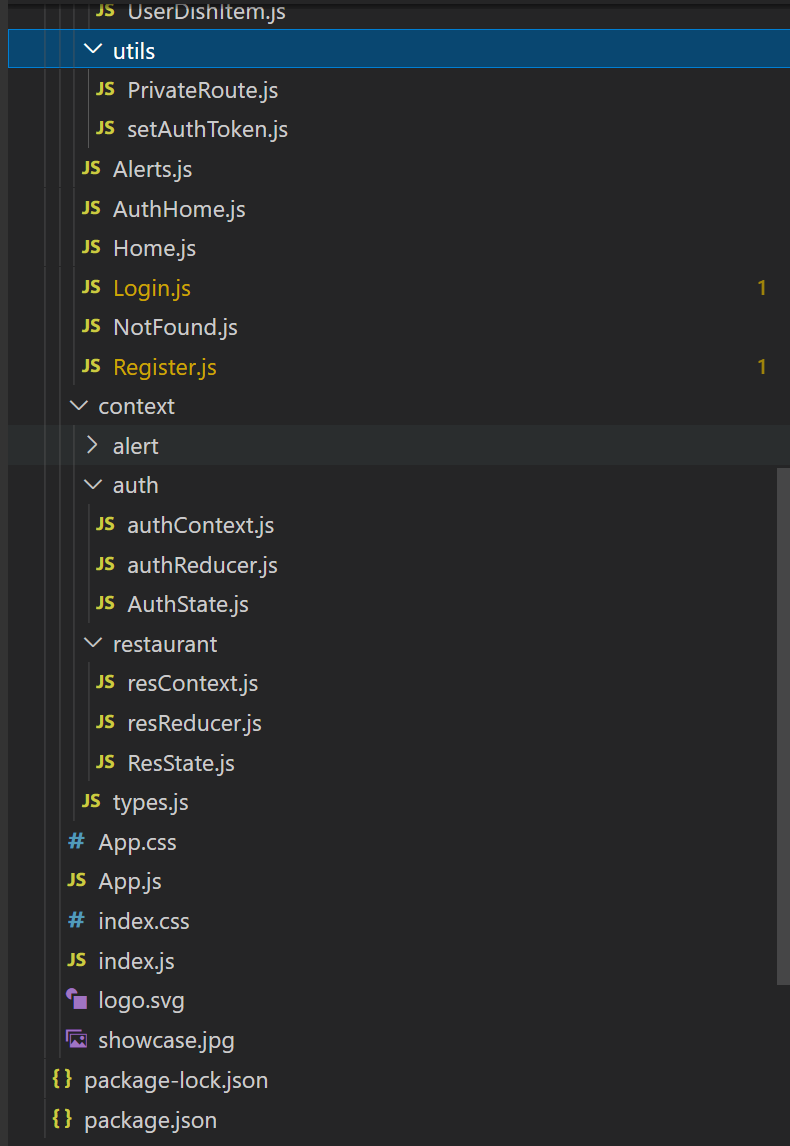 JS UserDishItem.js
utils
JS PrivateRoute.js
JS setAuthToken.js
JS Alerts.js
JS AuthHome.js
JS Home.js
JS Login.js 1
JS NotFound.js
JS Register.js 1
context
alert
auth
JS authContext.js
JS authReducer.js
JS AuthState.js
restaurant
JS resContext.js
JS resReducer.js
JS ResState.js
JS types.js
# App.css
JS App.js
# index.css
JS index.js
logo.svg
showcase.jpg
{} package-lock.json
{} package.json